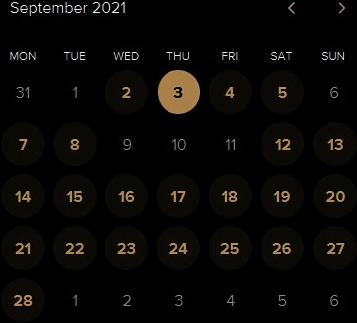 September 2021
MON TUE WED THU FRI SAT SUN
31 1 2 3 4 5 6
7 8 9 10 11 12 13
14 15 16 17 18 19 20
21 22 23 24 25 26 27
28 1 2 3 4 5 6